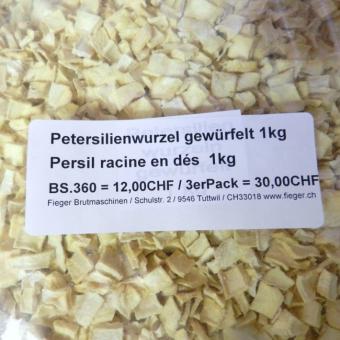 Petersilienwurzel gewürfelt 1kg
Persil racine en dés 1kg
BS.360 = 12,00CHF / 3erPack = 30,00CHF
Fieger Brutmaschinen / Schulstr. 2 / 9546 Tuttwil / CH33018 www.fieger.ch